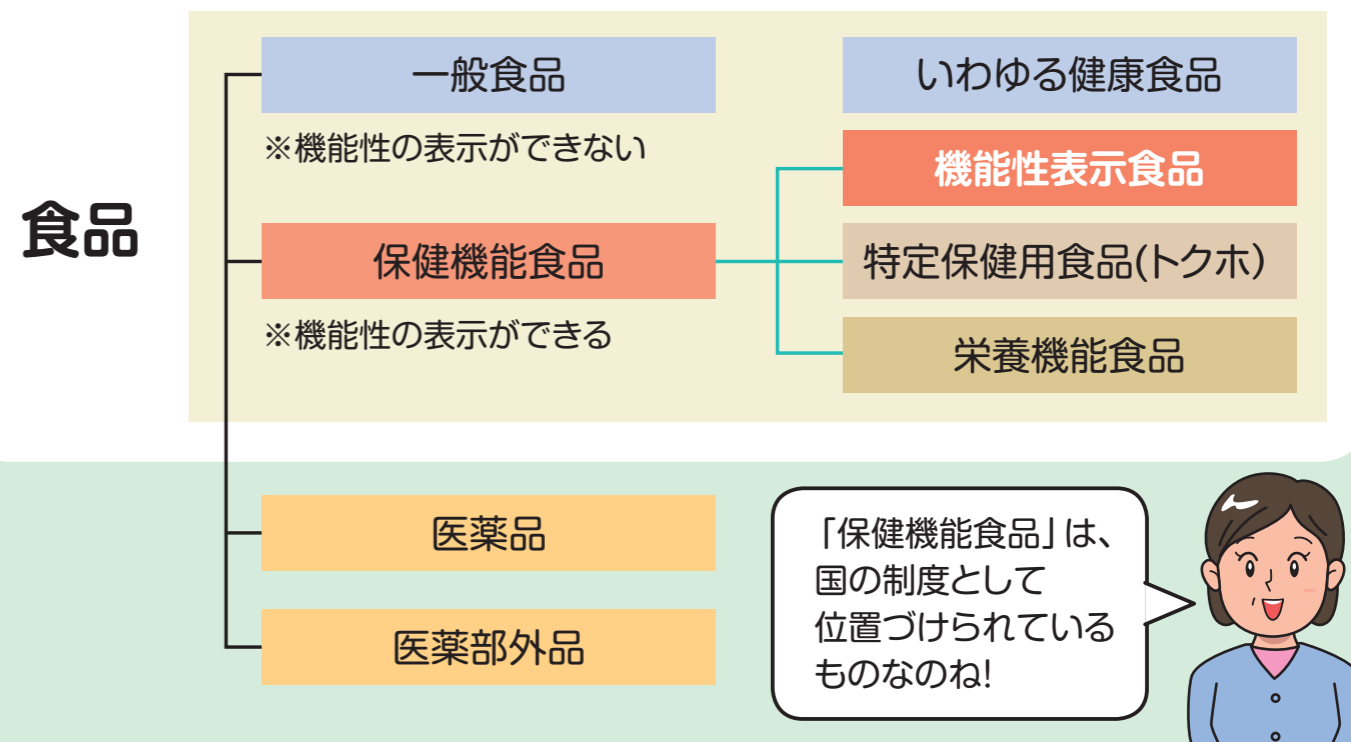 食品
一般食品
※機能性の表示ができない
保健機能食品
※機能性の表示ができる
いわゆる健康食品
機能性表示食品
特定保健用食品(トクホ)
栄養機能食品
医薬品
医薬部外品
「保健機能食品」は、
国の制度として
位置づけられている
ものなのね!